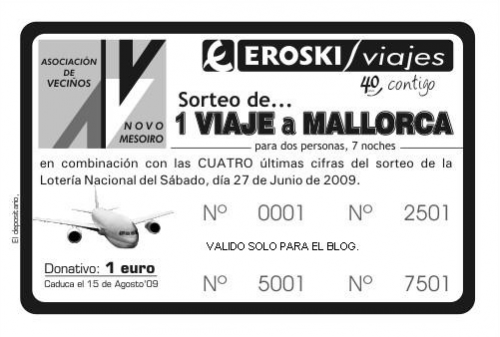 ASOCIACIÓN
DE
VECIÑOS
NOVO
MESOIRO
EROSKI/viajes
40 contigo
Sorteo de...
1 VIAJE a MALLORCA
para dos personas, 7 noches
en combinación con las CUATRO últimas cifras del sorteo de la
Lotería Nacional del Sábado, día 27 de Junio de 2009.
Nº 0001 Nº 2501
VALIDO SOLO PARA EL BLOG.
Donativo: 1 euro
Caduca el 15 de Agosto'09
Nº 5001 Nº 7501
El depositario,